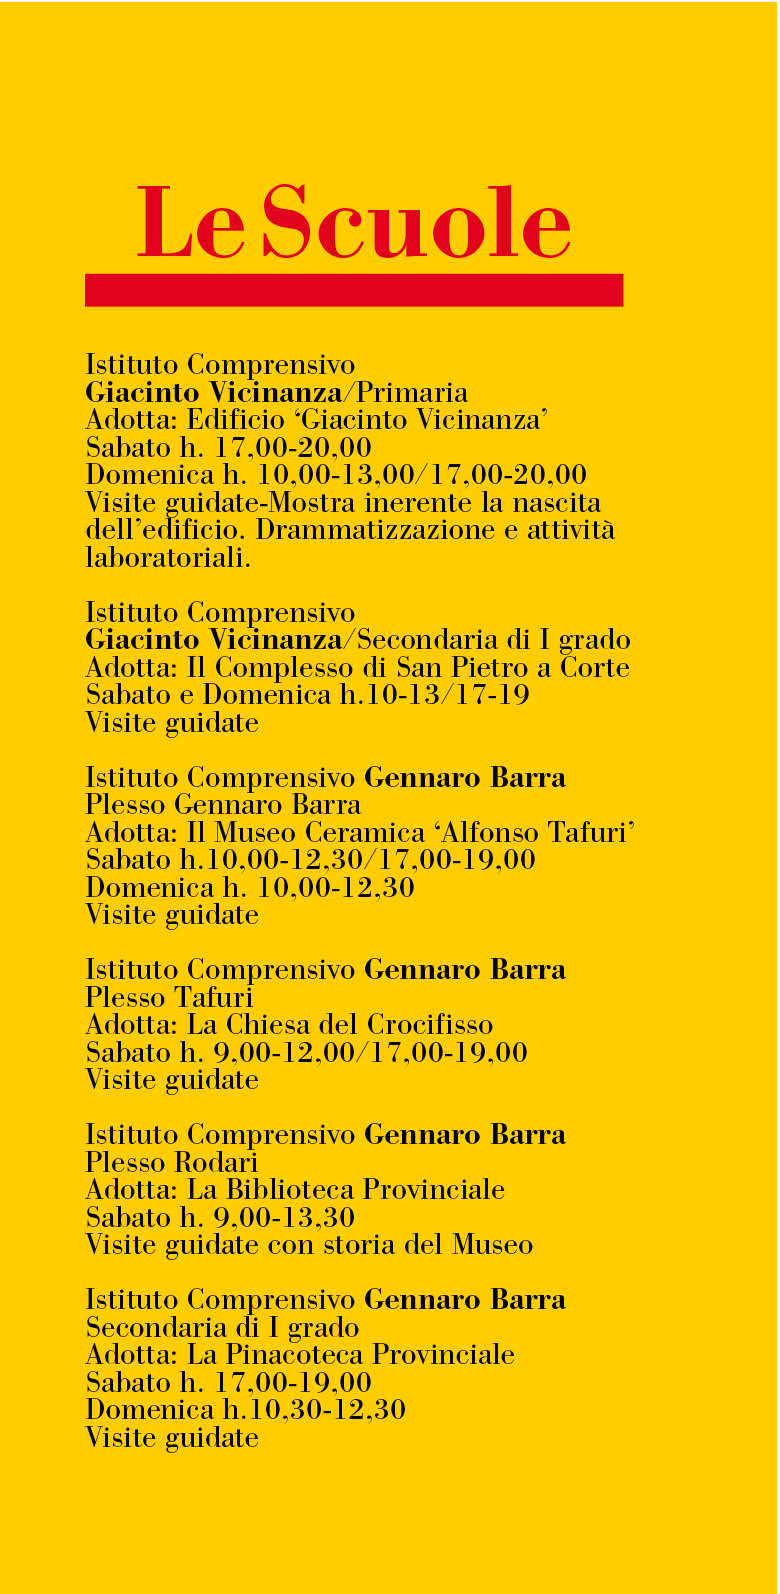 Le Scuole
Istituto Comprensivo
Giacinto Vicinanza/Primaria
Adotta: Edificio ‘Giacinto Vicinanza’
Sabato h. 17,00-20,00
Domenica h. 10,00-13,00/17,00-20,00
Visite guidate-Mostra inerente la nascita
dell’edificio. Drammatizzazione e attività
laboratoriali.
Istituto Comprensivo
Giacinto Vicinanza/Secondaria di I grado
Adotta: Il Complesso di San Pietro a Corte
Sabato e Domenica h.10-13/17-19
Visite guidate
Istituto Comprensivo Gennaro Barra
Plesso Gennaro Barra
Adotta: Il Museo Ceramica ‘Alfonso Tafuri’
Sabato h.10,00-12,30/17,00-19,00
Domenica h. 10,00-12,30
Visite guidate
Istituto Comprensivo Gennaro Barra
Plesso Tafuri
Adotta: La Chiesa del Crocifisso
Sabato h. 9,00-12,00/17,00-19,00
Visite guidate
Istituto Comprensivo Gennaro Barra
Plesso Rodari
Adotta: La Biblioteca Provinciale
Sabato h. 9,00-13,30
Visite guidate con storia del Museo
Istituto Comprensivo Gennaro Barra
Secondaria di I grado
Adotta: La Pinacoteca Provinciale
Sabato h. 17,00-19,00
Domenica h.10,30-12,30
Visite guidate